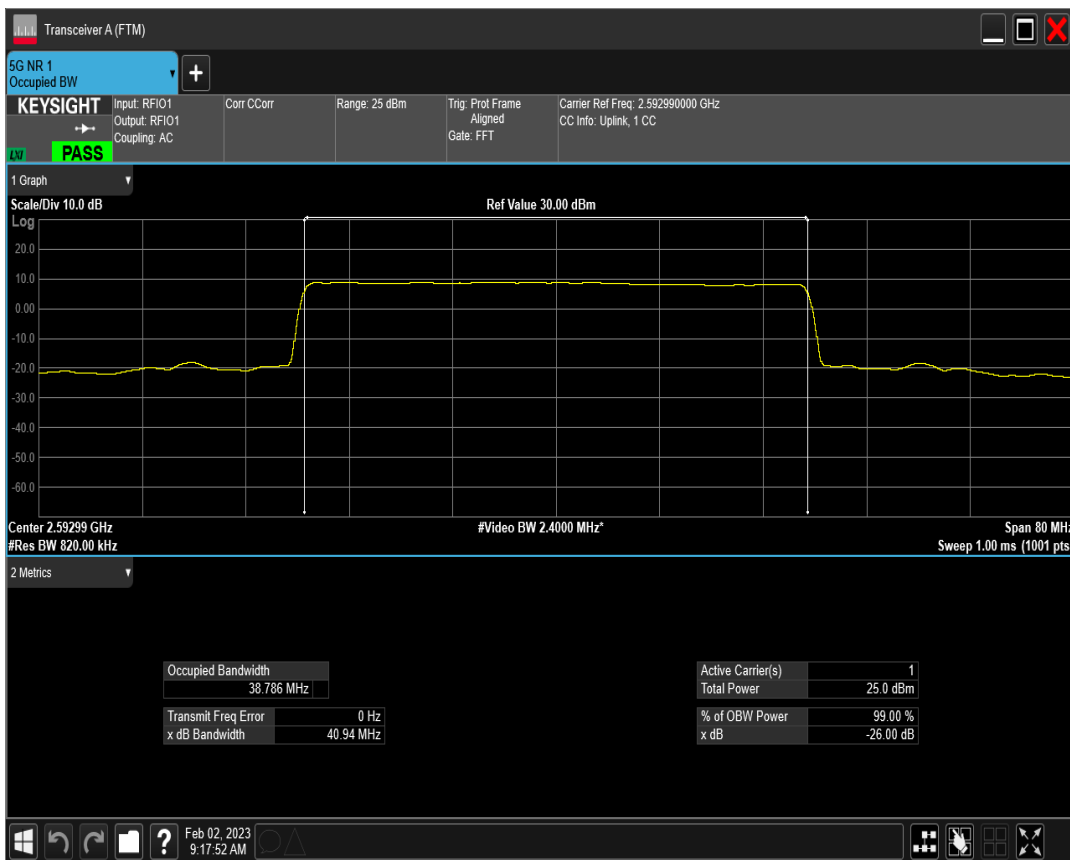 Transceiver A (FTM)
5G NR 1
Occupied BW
+
KEYSIGHT
LXI
PASS
Input: RFIO1
Output: RFIO1
Coupling: AC
Corr CCorr
Range: 25 dBm
Trig: Prot Frame
Aligned
Gate: FFT
Carrier Ref Freq: 2.592990000 GHz
CC Info: Uplink, 1 CC
1 Graph
Scale/Div 10.0 dB
Ref Value 30.00 dBm
Log
20.0
10.0
0.00
-10.0
-20.0
-30.0
-40.0
-50.0
-60.0
Center 2.59299 GHz
#Video BW 2.4000 MHz*
Span 80 MHz
#Res BW 820.00 kHz
Sweep 1.00 ms (1001 pts
2 Metrics
Occupied Bandwidth
38.786 MHz
Transmit Freq Error 0 Hz
x dB Bandwidth 40.94 MHz
Active Carrier(s) 1
Total Power 25.0 dBm
% of OBW Power 99.00 %
x dB -26.00 dB
?
Feb 02, 2023
9:17:52 AM